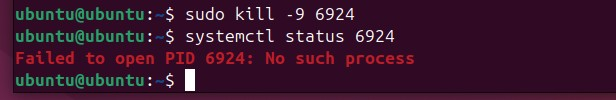 ubuntu@ubuntu:~$ sudo kill -9 6924
ubuntu@ubuntu:~$ systemctl status 6924
Failed to open PID 6924: No such process
ubuntu@ubuntu:~$